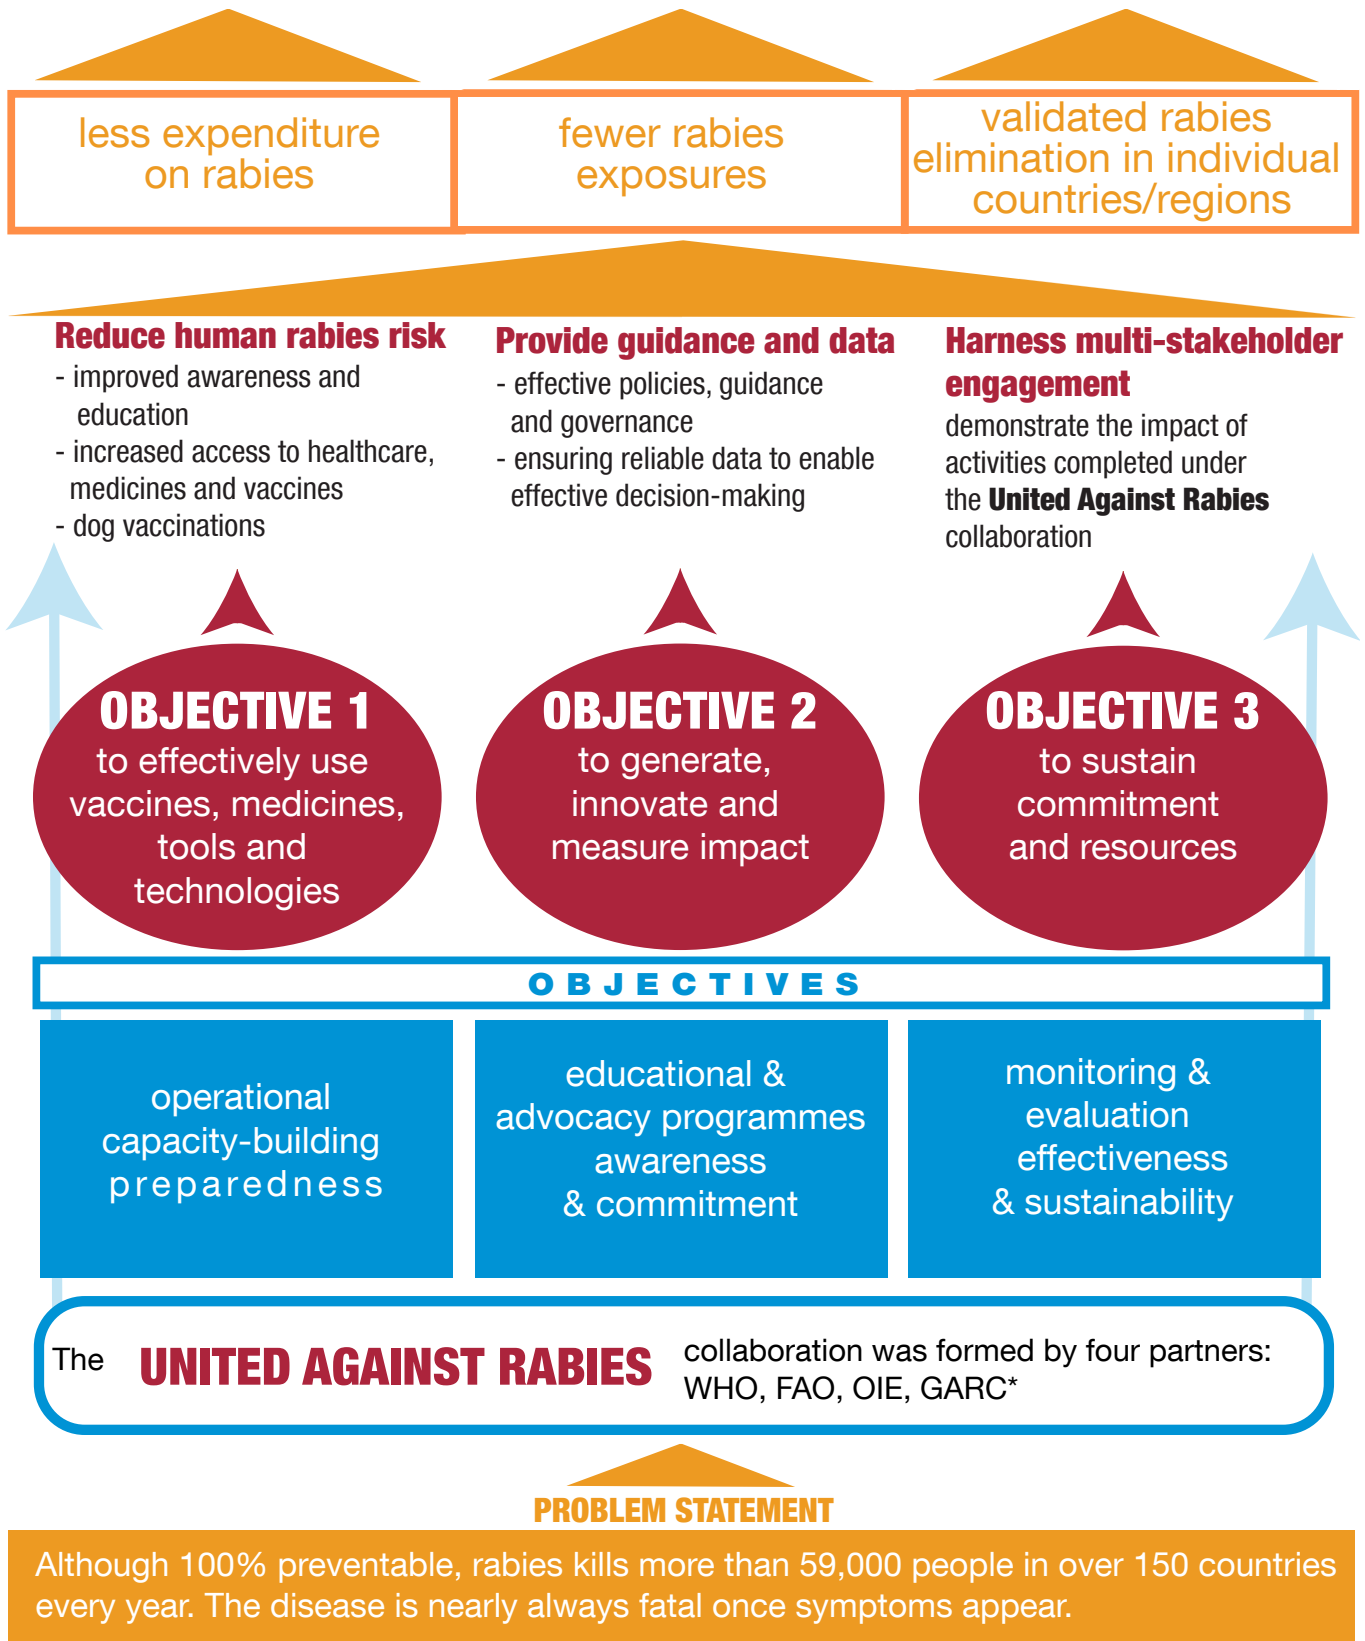 less expenditure
on rabies
fewer rabies
exposures
validated rabies
elimination in individual
countries/regions
Reduce human rabies risk
- improved awareness and
education
- increased access to healthcare,
medicines and vaccines
- dog vaccinations
Provide guidance and data
- effective policies, guidance
and governance
- ensuring reliable data to enable
effective decision-making
Harness multi-stakeholder
engagement
demonstrate the impact of
activities completed under
the United Against Rabies
collaboration
OBJECTIVE 1
to effectively use
vaccines, medicines,
tools and
technologies
OBJECTIVE 2
to generate,
innovate and
measure impact
OBJECTIVE 3
to sustain
commitment
and resources
OBJECTIVES
operational
capacity-building
preparedness
educational &
advocacy programmes
awareness
& commitment
monitoring &
evaluation
effectiveness
& sustainability
The UNITED AGAINST RABIES collaboration was formed by four partners:
WHO, FAO, OIE, GARC*
PROBLEM STATEMENT
Although 100% preventable, rabies kills more than 59,000 people in over 150 countries
every year. The disease is nearly always fatal once symptoms appear.